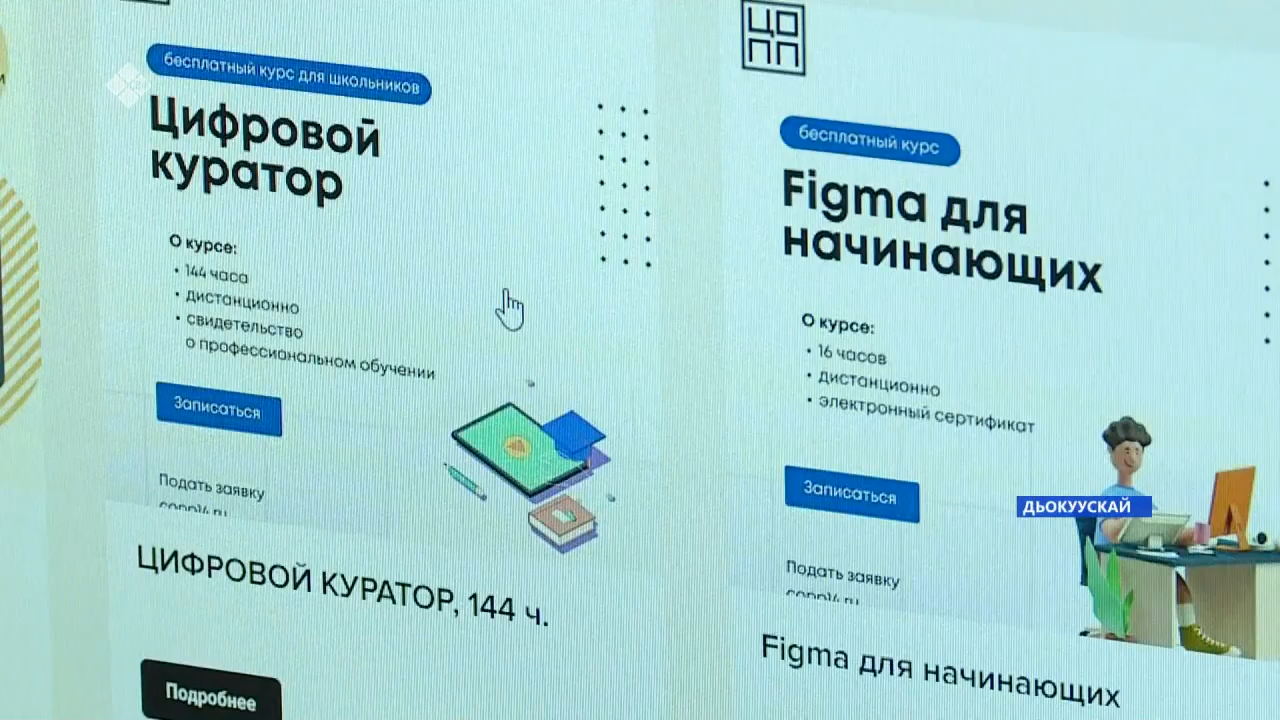 бесплатный курс для школьников
Цифровой
куратор
О курсе:
• 144 часа
• дистанционно
• свидетельство
о профессиональном обучении
Записаться
Подать заявку
ЦИФРОВОЙ КУРАТОР, 144 ч.
Подробнее
ЦО
ПП
бесплатный курс
Figma для
начинающих
О курсе:
• 16 часов
• дистанционно
• электронный сертификат
Записаться
Подать заявку
Figma для начинающих
ДЬОКУУСКАЙ